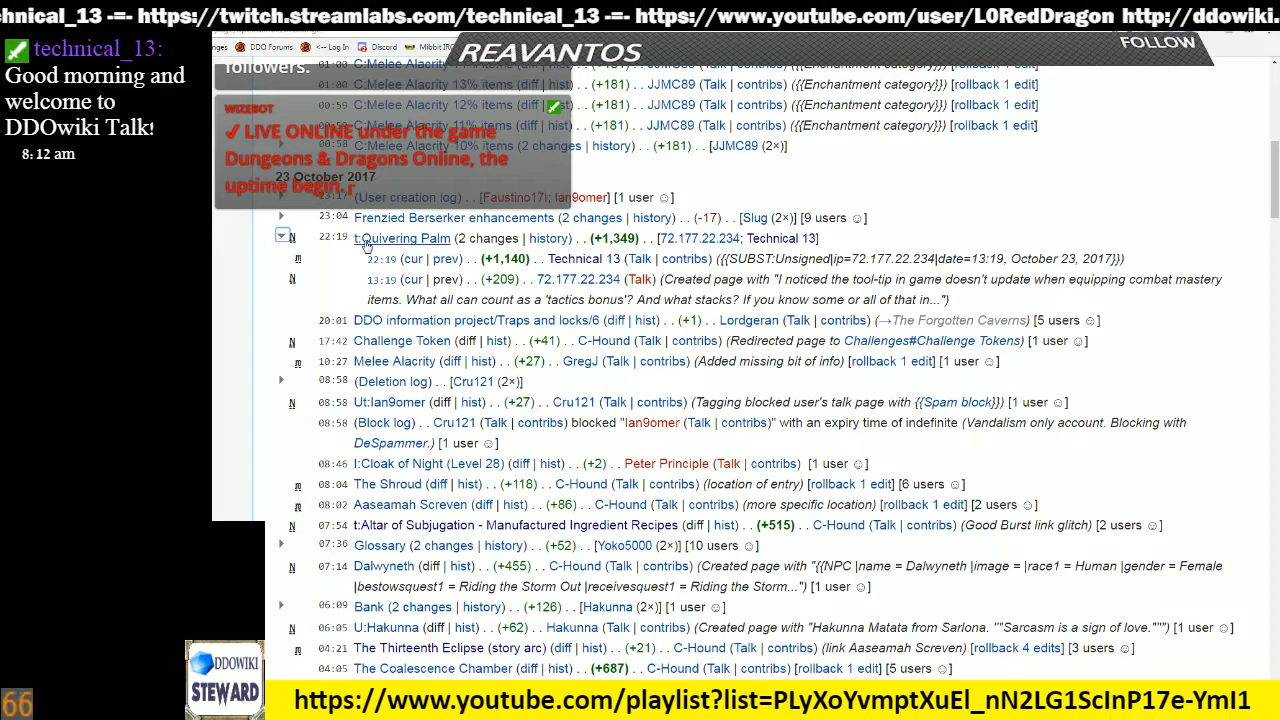 technical_13 -=- https://twitch.streamlabs.com/technical_13 -=- https://www.youtube.com/user/L0RedDragon http://ddowiki.
technical_13:
Good morning and
welcome to
DDOwiki Talk!
8:12 am
DDO Forums <-- Log In Discord Mibbit
REAVANTOS
FOLLOW
followers.
01:00 (+181) . . JJMC89 (Talk | contribs) ({{Enchantment category}}) [rollback 1 edit]
01:00 C:Melee Alacrity 13% items (diff | hist) . . (+181) . . JJMC89 (Talk | contribs) ({{Enchantment category}}) [rollback 1 edit]
WIZEBOT
00:59 C:Melee Alacrity 12% items (diff | hist) . . (+181) . . JJMC89 (Talk | contribs) ({{Enchantment category}}) [rollback 1 edit]
C:Melee Alacrity 11% items (diff | hist) . . (+181) . . JJMC89 (Talk | contribs) ({{Enchantment category}}) [rollback 1 edit]
✔ LIVE ONLINE under the game
00:58 C:Melee Alacrity 10% items (2 changes | history) . . (+181) . . [JJMC89 (2×)]
Dungeons & Dragons Online, the
23 October 2017
uptime begin.
23:17 (User creation log) . . [Faustino17l; Ian9omer] [1 user ☺]
23:04 Frenzied Berserker enhancements (2 changes | history) . . (-17) . . [Slug (2×)] [9 users ☺]
N 22:19 t:Quivering Palm (2 changes | history) . . (+1,349) . . [72.177.22.234; Technical 13]
m 22:19 (cur | prev) . . (+1,140) . . Technical 13 (Talk | contribs) ({{SUBST:Unsigned|ip=72.177.22.234|date=13:19, October 23, 2017}})
N 13:19 (cur | prev) . . (+209) . . 72.177.22.234 (Talk) (Created page with "I noticed the tool-tip in game doesn't update when equipping combat mastery
items. What all can count as a 'tactics bonus'? And what stacks? If you know some or all of that in...")
20:01 DDO information project/Traps and locks/6 (diff | hist) . . (+1) . . Lordgeran (Talk | contribs) (→The Forgotten Caverns) [5 users ☺]
N 17:42 Challenge Token (diff | hist) . . (+41) . . C-Hound (Talk | contribs) (Redirected page to Challenges#Challenge Tokens) [1 user ☺]
m 10:27 Melee Alacrity (diff | hist) . . (+27) . . GregJ (Talk | contribs) (Added missing bit of info) [rollback 1 edit] [1 user ☺]
08:58 (Deletion log) . . [Cru121 (2×)]
N 08:58 Ut:Ian9omer (diff | hist) . . (+27) . . Cru121 (Talk | contribs) (Tagging blocked user's talk page with {{Spam block}}) [1 user ☺]
08:58 (Block log) . . Cru121 (Talk | contribs) blocked "Ian9omer (Talk | contribs)" with an expiry time of indefinite (Vandalism only account. Blocking with
DeSpammer.) [1 user ☺]
08:46 I:Cloak of Night (Level 28) (diff | hist) . . (+2) . . Peter Principle (Talk | contribs) [1 user ☺]
m 08:04 The Shroud (diff | hist) . . (+118) . . C-Hound (Talk | contribs) (location of entry) [rollback 1 edit] [6 users ☺]
m 08:02 Aaseamah Screven (diff | hist) . . (+86) . . C-Hound (Talk | contribs) (more specific location) [rollback 1 edit] [2 users ☺]
07:54 t:Altar of Subjugation - Manufactured Ingredient Recipes (diff | hist) . . (+515) . . C-Hound (Talk | contribs) (Good Burst link glitch) [2 users ☺]
07:36 Glossary (2 changes | history) . . (+52) . . [Yoko5000 (2×)] [10 users ☺]
N 07:14 Dalwyneth (diff | hist) . . (+455) . . C-Hound (Talk | contribs) (Created page with "{{NPC |name = Dalwyneth |image = |race1 = Human |gender = Female
|bestowsquest1 = Riding the Storm Out |receivesquest1 = Riding the Storm...") [1 user ☺]
06:09 Bank (2 changes | history) . . (+126) . . [Hakunna (2×)] [1 user ☺]
N 06:05 U:Hakunna (diff | hist) . . (+62) . . Hakunna (Talk | contribs) (Created page with "Hakunna Matata from Sarlona. '''"Sarcasm is a sign of love."'''") [1 user ☺]
m 04:21 The Thirteenth Eclipse (story arc) (diff | hist) . . (+21) . . C-Hound (Talk | contribs) (link Aaseamah Screven) [rollback 4 edits] [3 users ☺]
04:05 The Coalescence Chamber (diff | hist) . . (+687) . . C-Hound (Talk | contribs) [rollback 1 edit] [5 users ☺]
DDOWIKI
STEWARD
66
https://www.youtube.com/playlist?list=PLyXoYvmptXuEl_nN2LG1ScInP17e-YmI1